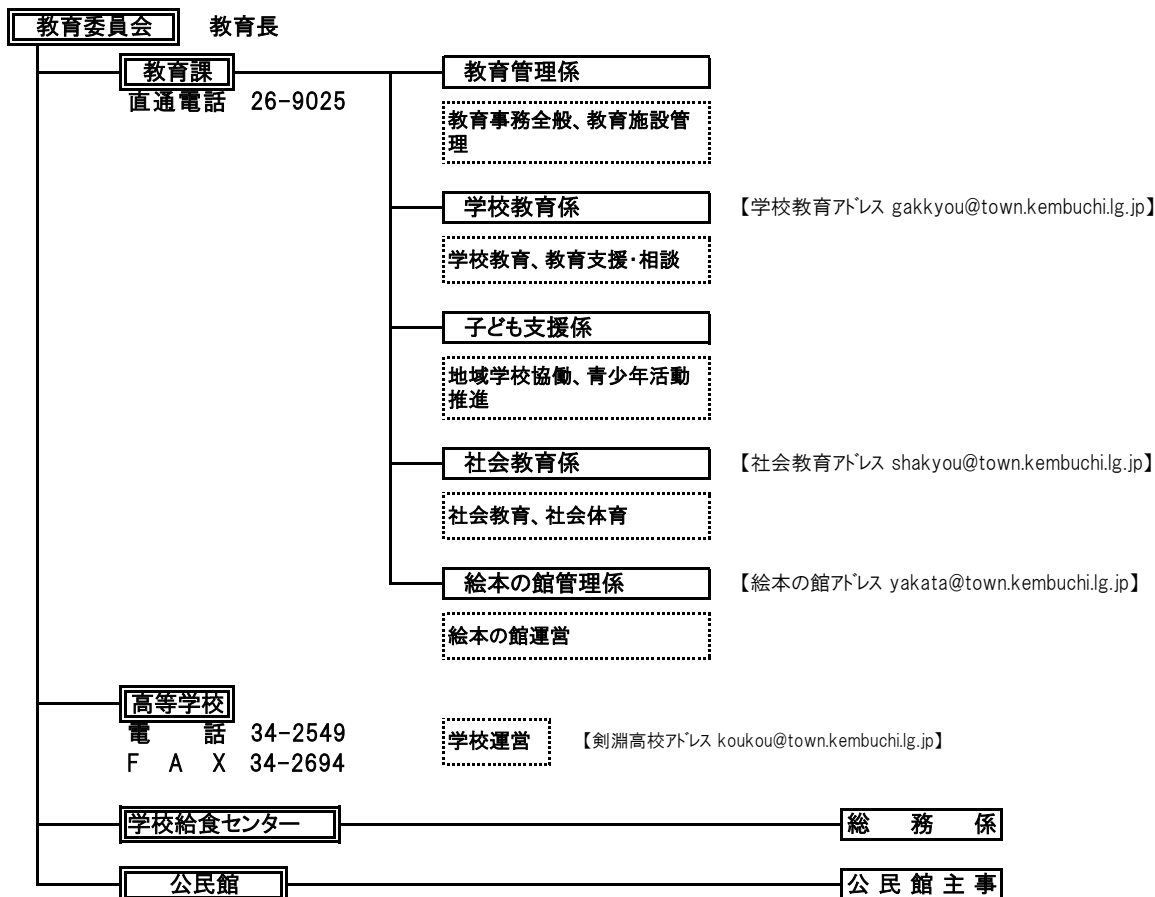 教育委員会　教育長
教育課
直通電話　26-9025
教育管理係
教育事務全般、教育施設管
理
学校教育係
【学校教育アドレス gakkyou@town.kembuchi.lg.jp】
学校教育、教育支援・相談
子ども支援係
地域学校協働、青少年活動
推進
社会教育係
【社会教育アドレス shakyou@town.kembuchi.lg.jp】
社会教育、社会体育
絵本の館管理係
【絵本の館アドレス yakata@town.kembuchi.lg.jp】
絵本の館運営
高等学校
電　　話　34-2549
F　A　X　34-2694
学校運営
【剣淵高校アドレス koukou@town.kembuchi.lg.jp】
学校給食センター
総　務　係
公民館
公 民 館 主 事